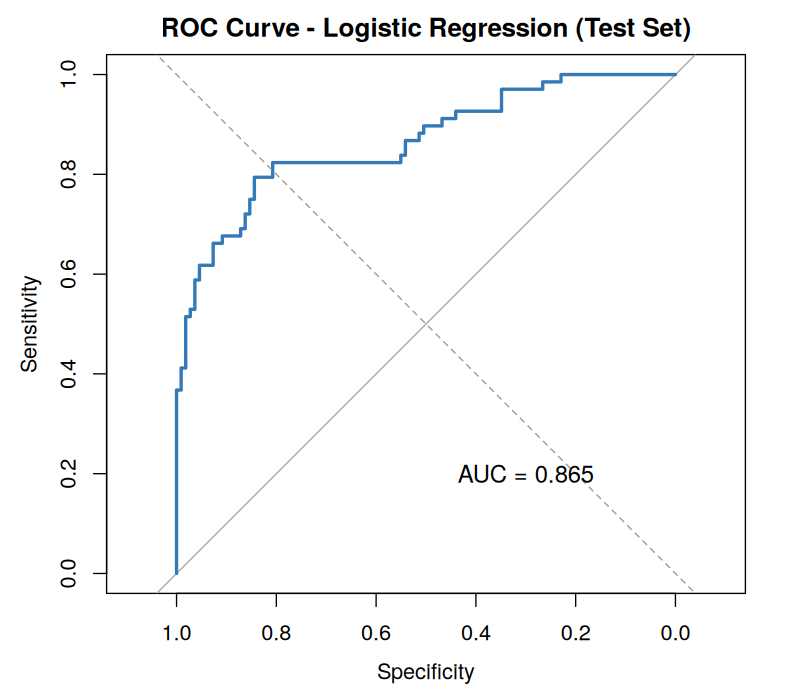 ROC Curve - Logistic Regression (Test Set)
1.0
0.8
0.6
0.4
0.2
0.0
Sensitivity
AUC = 0.865
1.0 0.8 0.6 0.4 0.2 0.0
Specificity